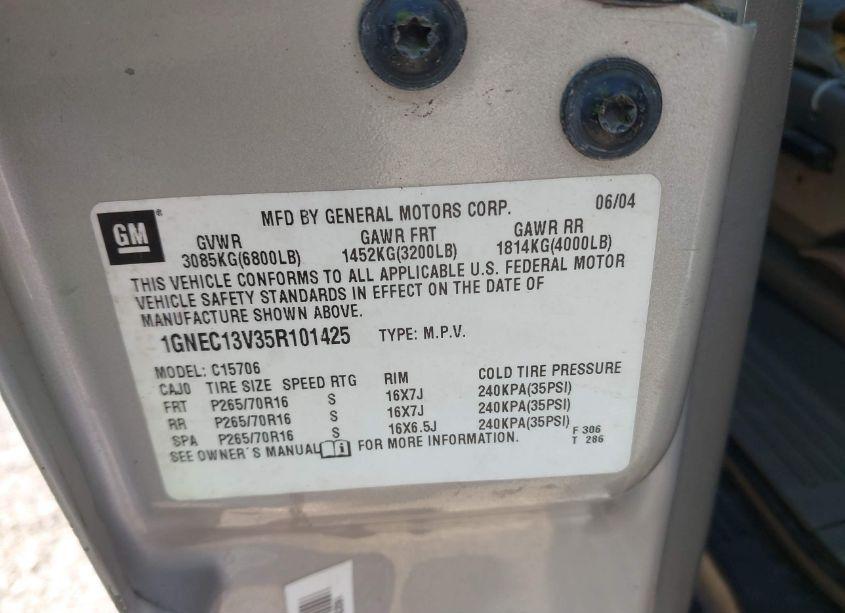 GM
MFD BY GENERAL MOTORS CORP. 06/04
GVWR GAWR FRT GAWR RR
3085KG(6800LB) 1452KG(3200LB) 1814KG(4000LB)
THIS VEHICLE CONFORMS TO ALL APPLICABLE U.S. FEDERAL MOTOR
VEHICLE SAFETY STANDARDS IN EFFECT ON THE DATE OF
MANUFACTURE SHOWN ABOVE.
1GNEC13V35R101425 TYPE: M.P.V.
MODEL: C15706
CAJO TIRE SIZE SPEED RTG RIM COLD TIRE PRESSURE
FRT P265/70R16 S 16X7J 240KPA(35PSI)
RR P265/70R16 S 16X7J 240KPA(35PSI)
SPA P265/70R16 S 16X6.5J 240KPA(35PSI)
SEE OWNER'S MANUAL i FOR MORE INFORMATION.
F 306
T 286